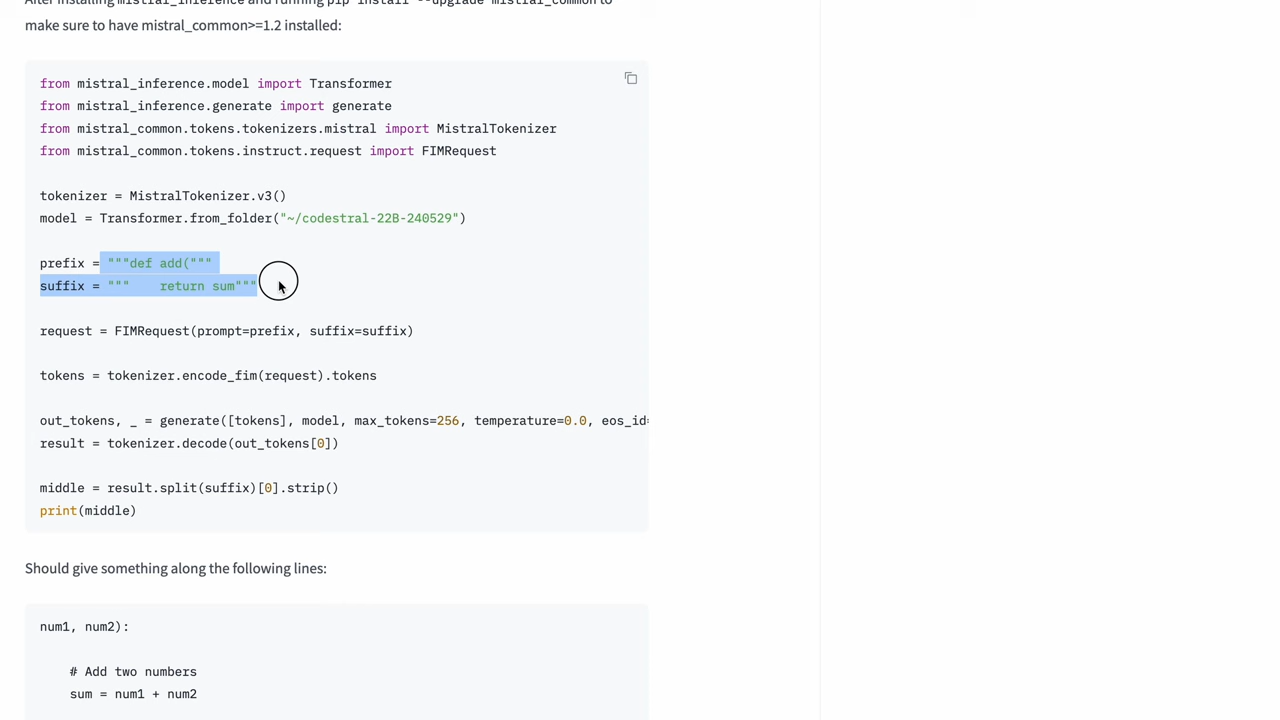 After installing mistral_inference and running pip install --upgrade mistral_common to
make sure to have mistral_common>=1.2 installed:
from mistral_inference.model import Transformer
from mistral_inference.generate import generate
from mistral_common.tokens.tokenizers.mistral import MistralTokenizer
from mistral_common.tokens.instruct.request import FIMRequest
tokenizer = MistralTokenizer.v3()
model = Transformer.from_folder("~/codestral-22B-240529")
prefix = """def add("""
suffix = """    return sum"""
request = FIMRequest(prompt=prefix, suffix=suffix)
tokens = tokenizer.encode_fim(request).tokens
out_tokens, _ = generate([tokens], model, max_tokens=256, temperature=0.0, eos_id=
result = tokenizer.decode(out_tokens[0])
middle = result.split(suffix)[0].strip()
print(middle)
Should give something along the following lines:
num1, num2):
    # Add two numbers
    sum = num1 + num2